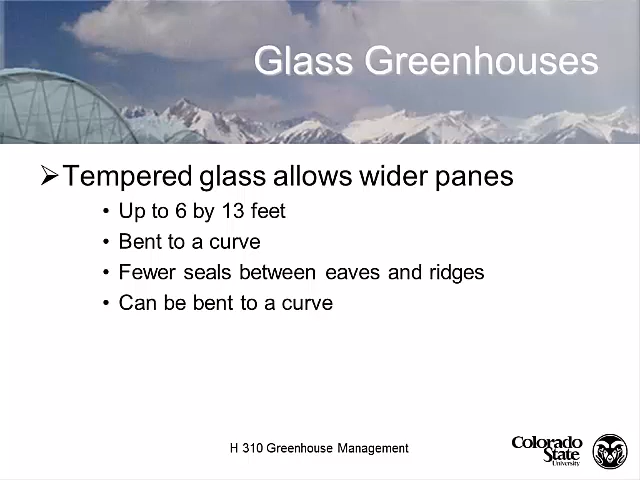 Glass Greenhouses
➢Tempered glass allows wider panes
• Up to 6 by 13 feet
• Bent to a curve
• Fewer seals between eaves and ridges
• Can be bent to a curve
H 310 Greenhouse Management
Colorado
State
University